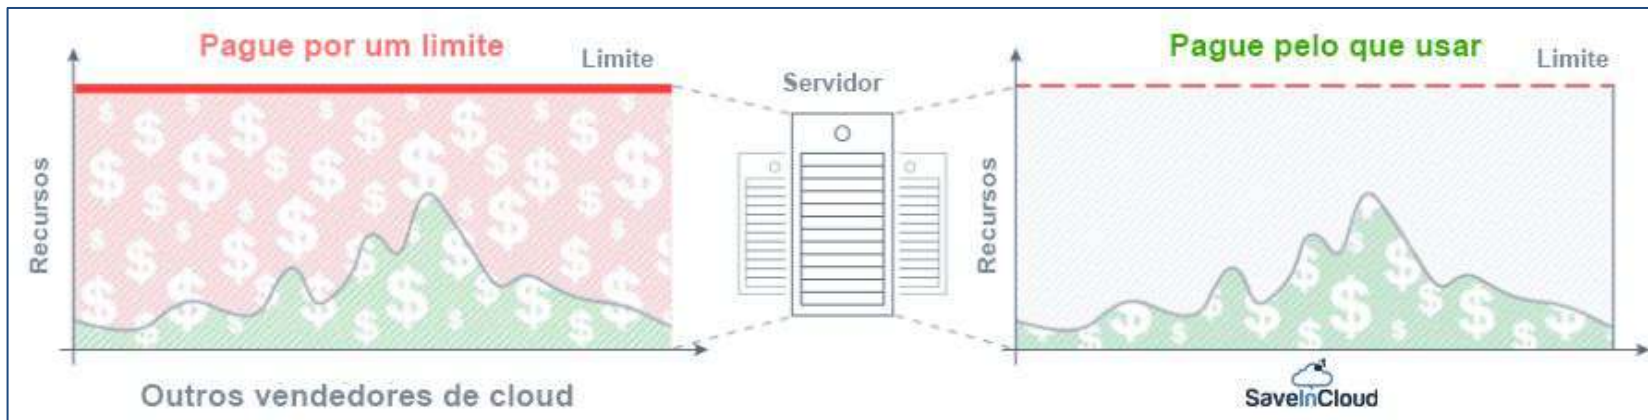 Pague por um limite
Limite
Recursos
Outros vendedores de cloud
Servidor
Pague pelo que usar
Limite
Recursos
SaveInCloud